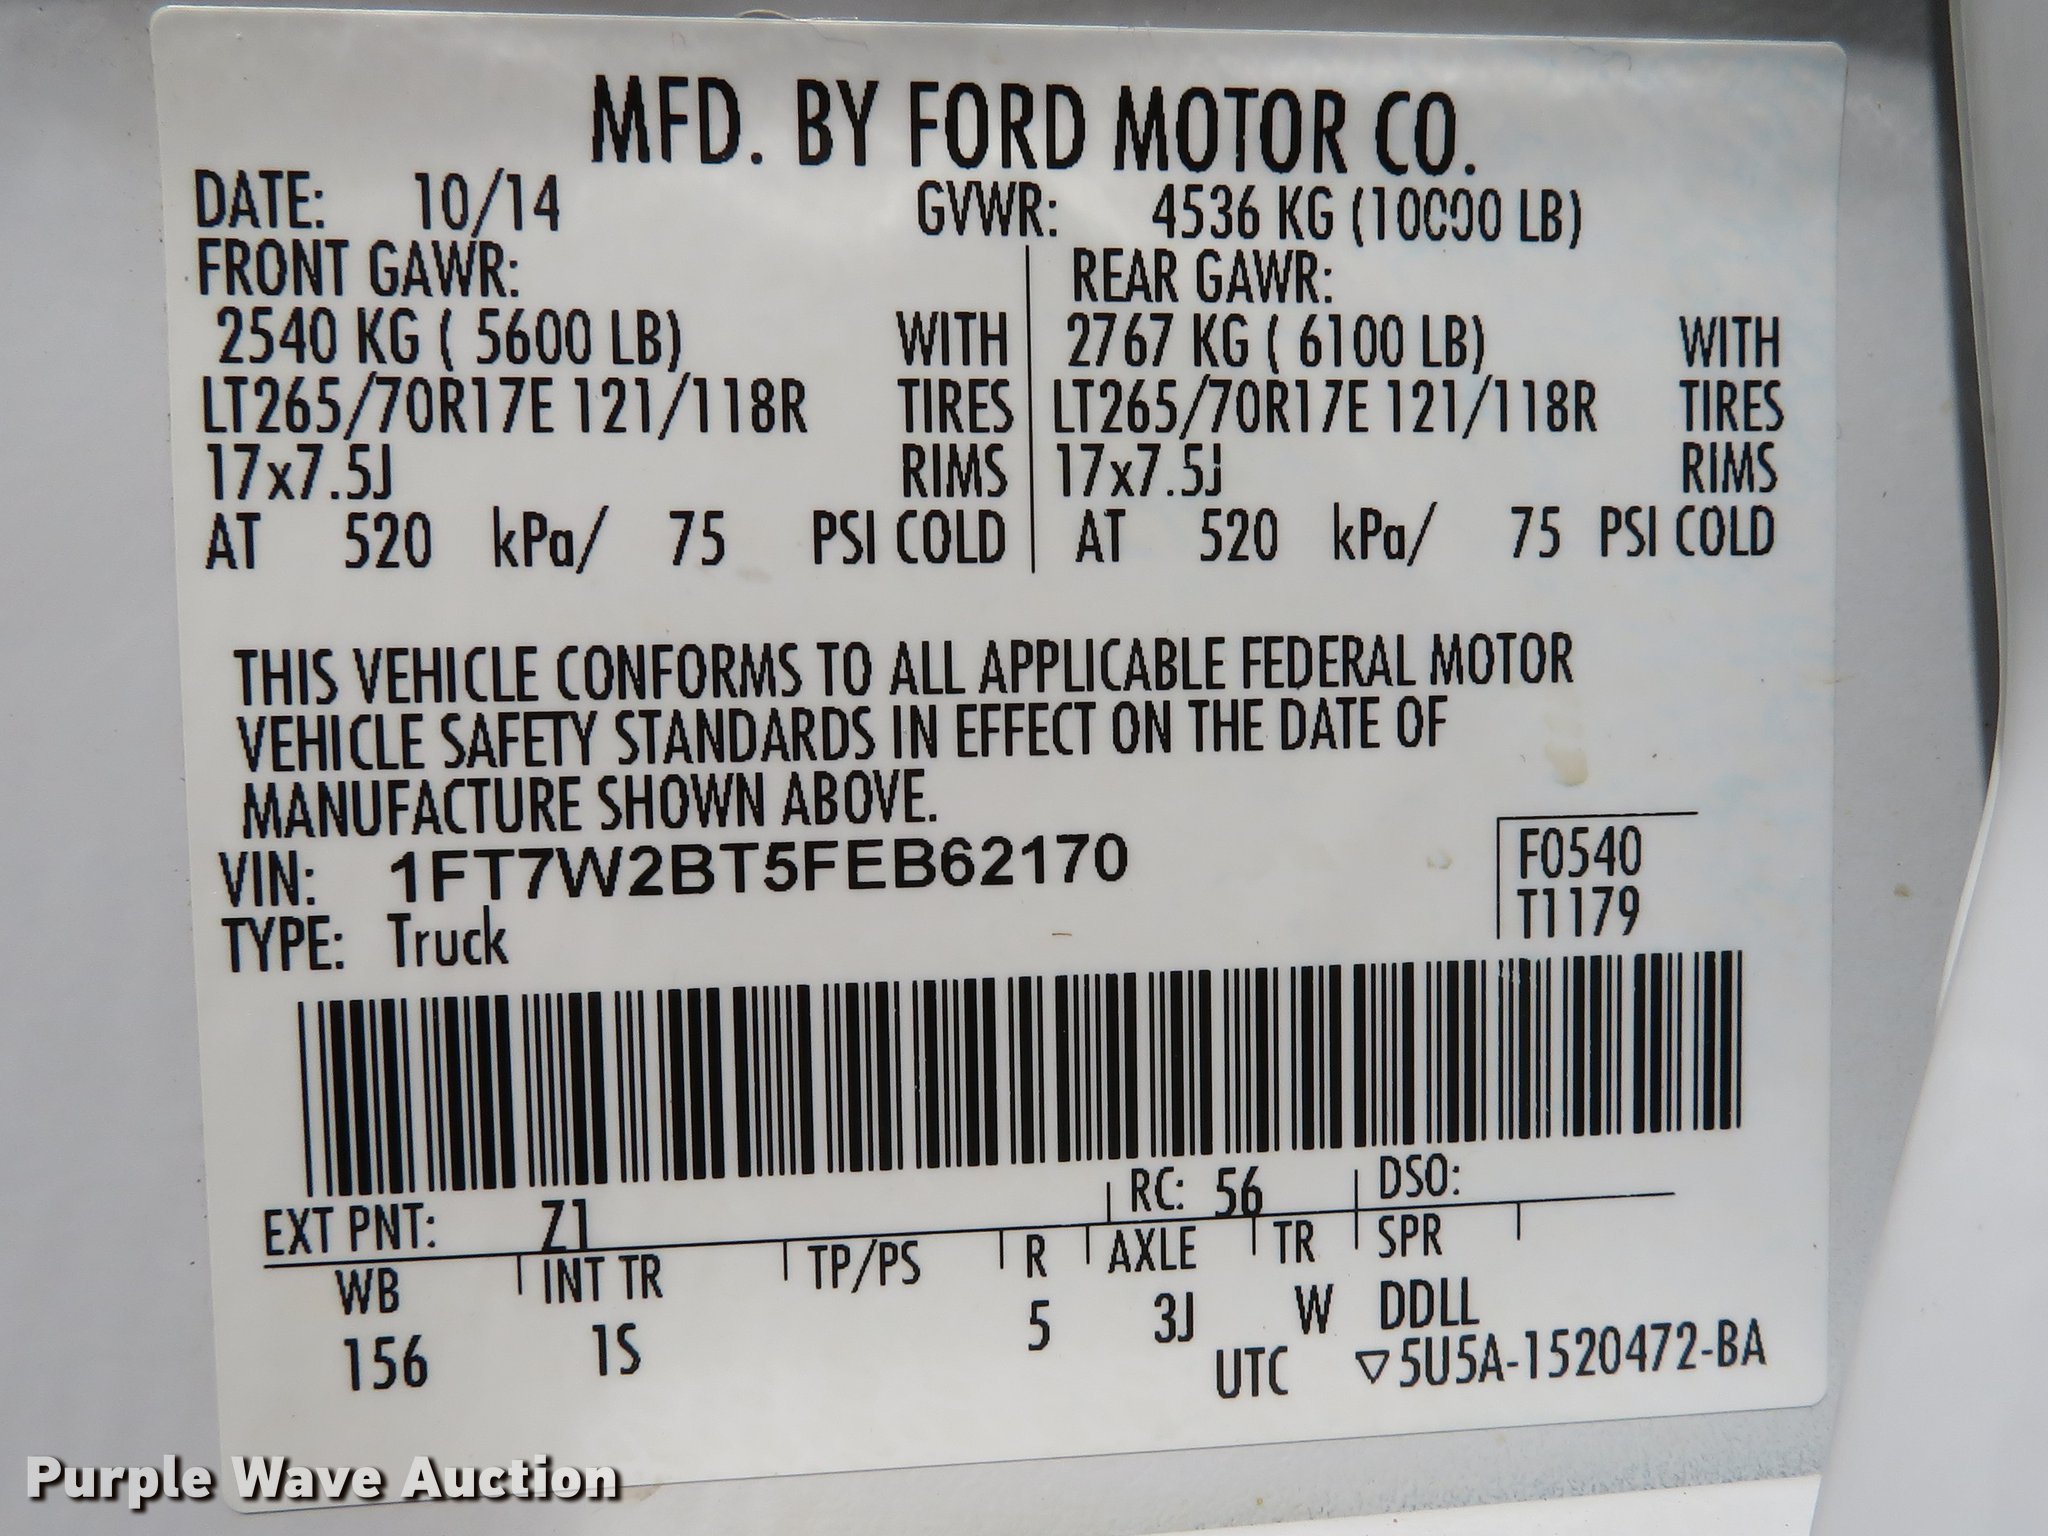 MFD. BY FORD MOTOR CO.
DATE: 10/14 GVWR: 4536 KG (10000 LB)
FRONT GAWR: REAR GAWR:
2540 KG ( 5600 LB) WITH 2767 KG ( 6100 LB) WITH
LT265/70R17E 121/118R TIRES LT265/70R17E 121/118R TIRES
17x7.5J RIMS 17x7.5J RIMS
AT 520 kPa/ 75 PSI COLD AT 520 kPa/ 75 PSI COLD
THIS VEHICLE CONFORMS TO ALL APPLICABLE FEDERAL MOTOR
VEHICLE SAFETY STANDARDS IN EFFECT ON THE DATE OF
MANUFACTURE SHOWN ABOVE.
VIN: 1FT7W2BT5FEB62170 F0540
TYPE: Truck T1179
EXT PNT: Z1 RC: 56 DSO:
WB INT TR TP/PS R AXLE TR SPR
156 1S 5 3J W DDLL
UTC ▽5U5A-1520472-BA
Purple Wave Auction